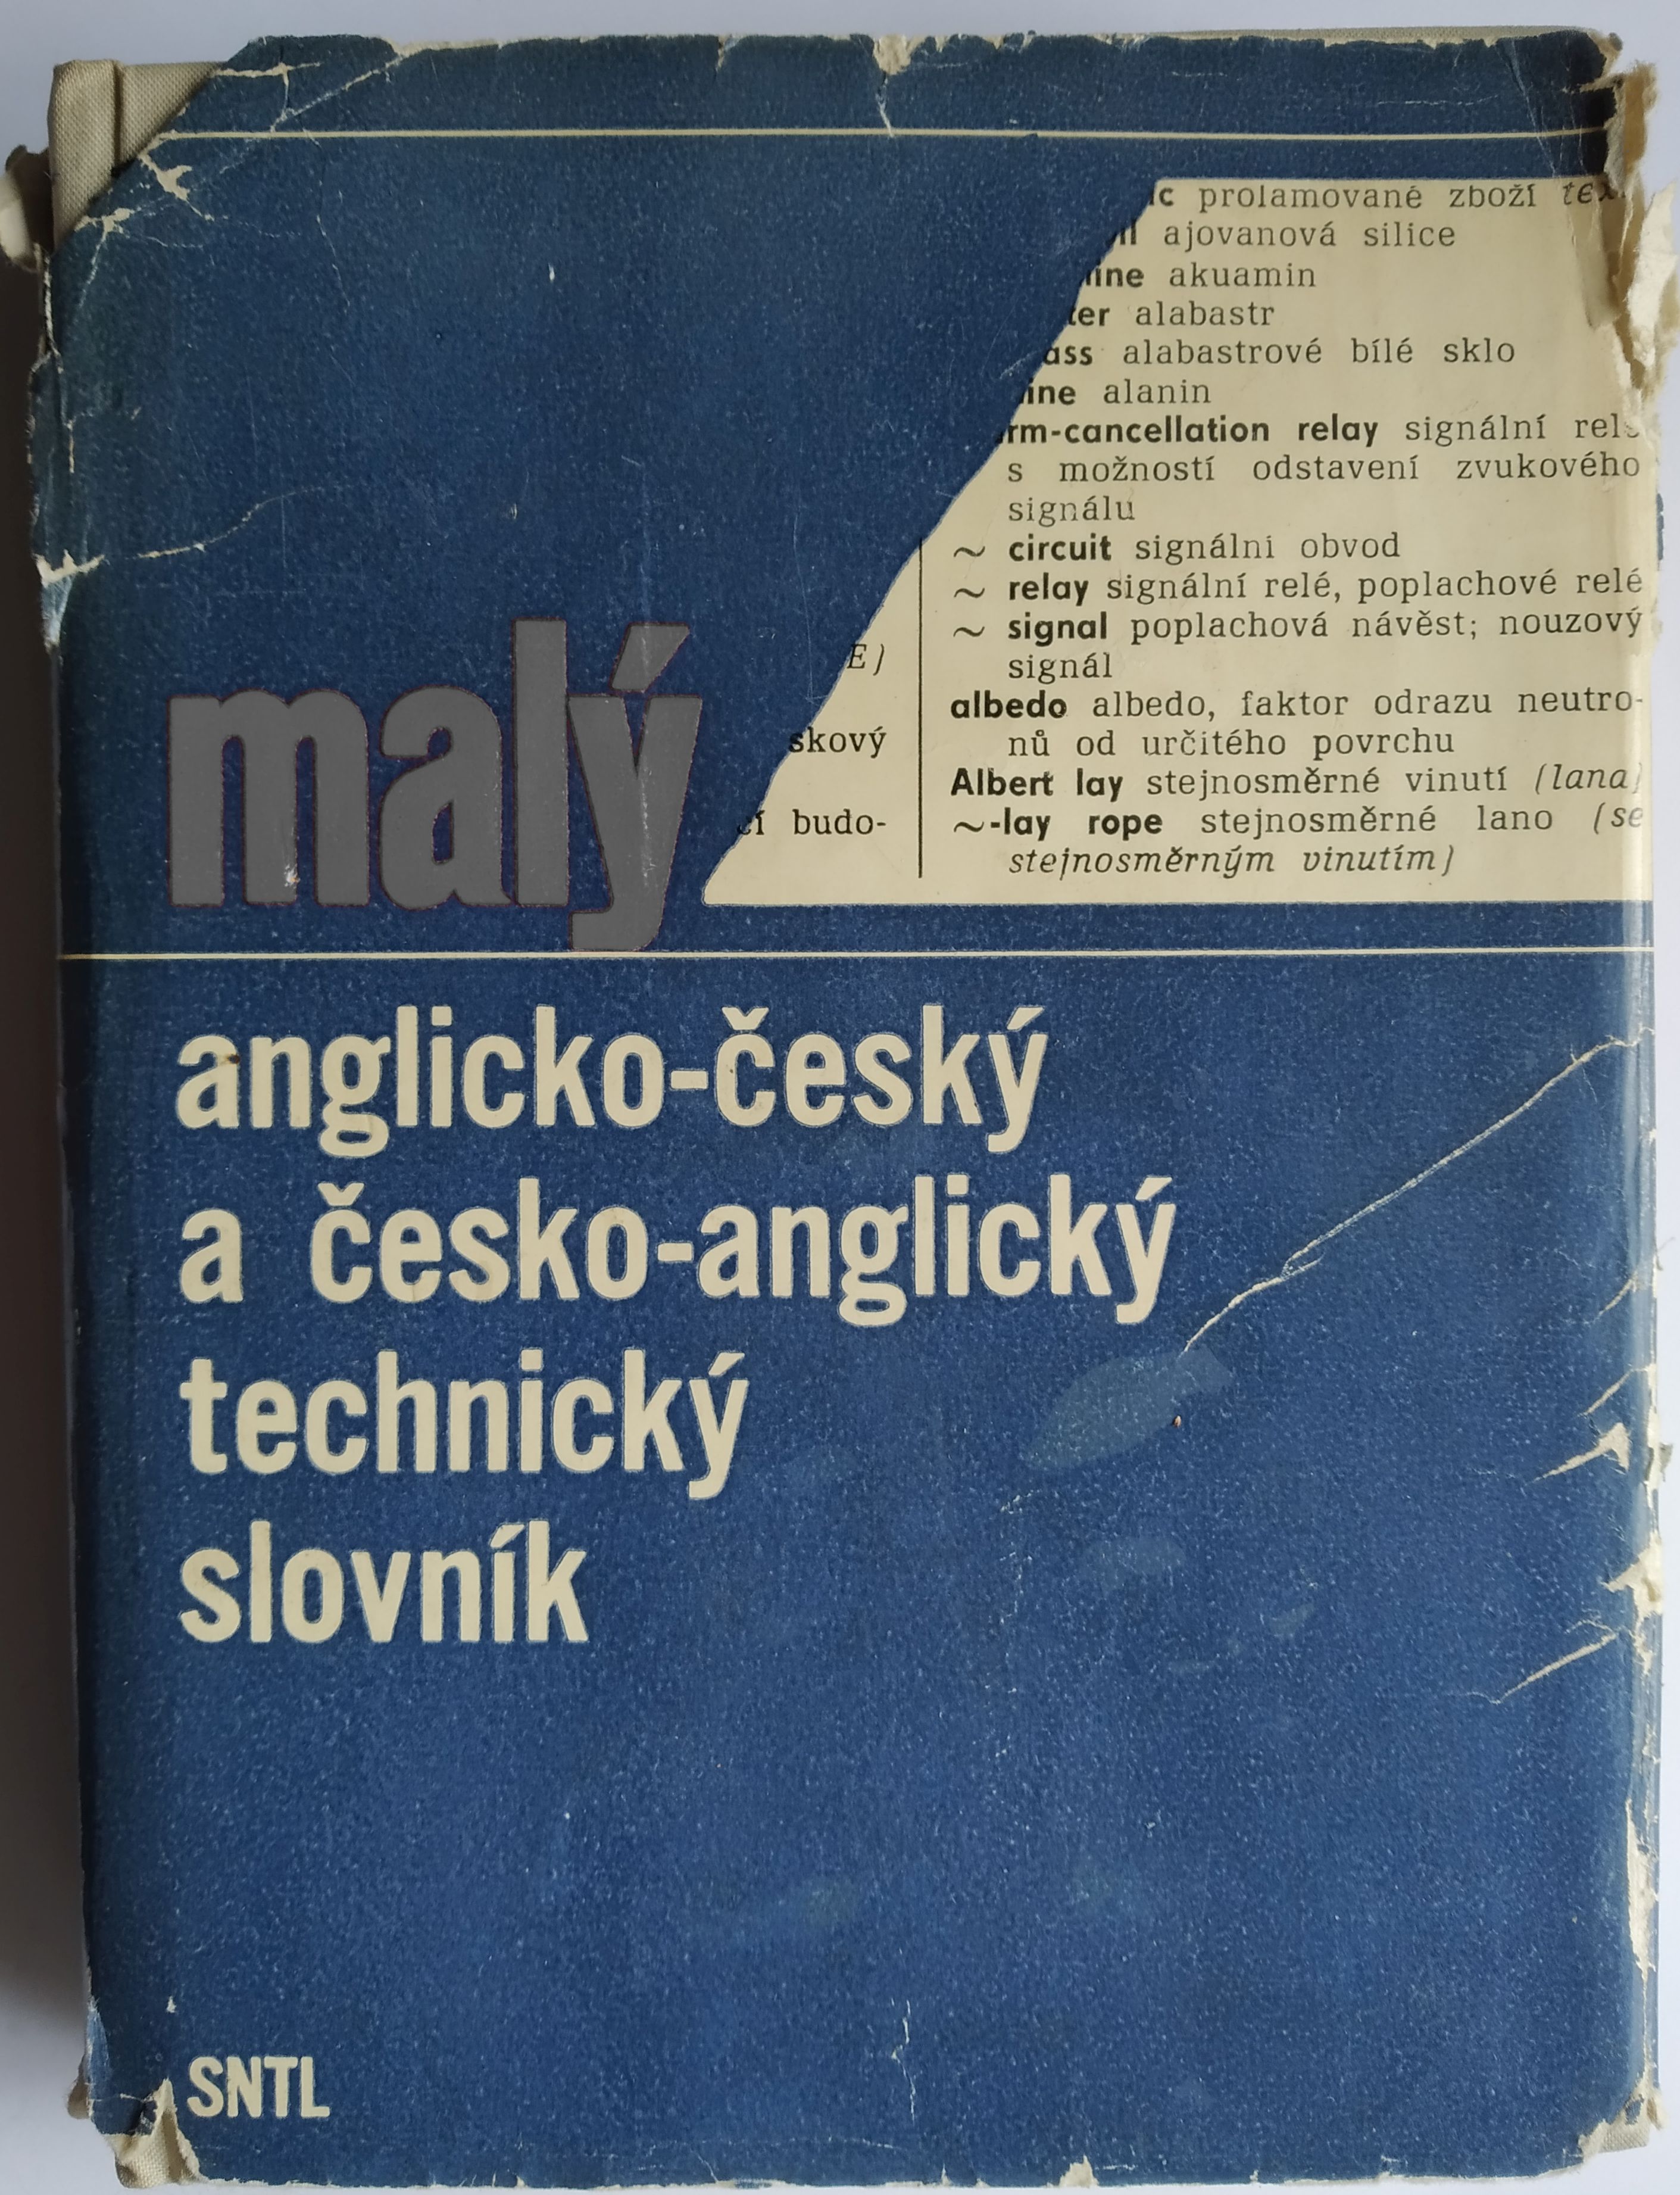 prolamované zboží
ajovanová silice
akuamin
alabastr
alabastrové bílé sklo
alanin
rm-cancellation relay signální
s možností odstavení zvukového
signálu
~ circuit signálni obvod
~ relay signální relé, poplachové relé
~ signal poplachová návěst; nouzový
signál
albedo albedo, faktor odrazu neutro-
nů od určitého povrchu
Albert lay stejnosměrné vinutí (lana)
~-lay rope stejnosměrné lano (se
stejnosměrným vinutím)
E)
skový
budo-
malý
anglicko-český
a česko-anglický
technický
slovník
SNTL